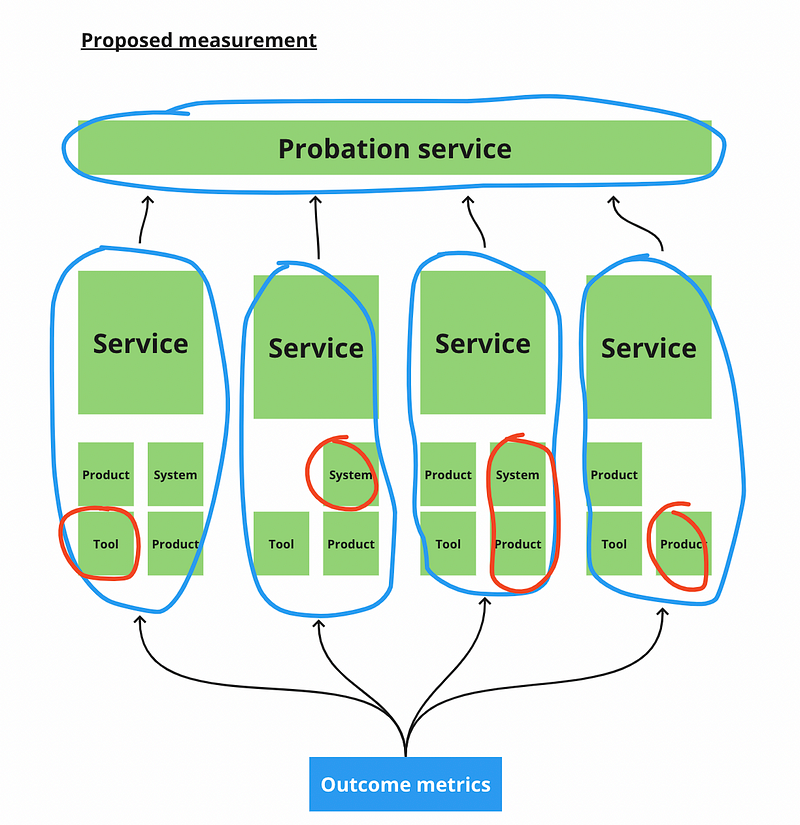 Proposed measurement
Probation service
Service
Service
Service
Service
Product
System
System
Product
System
Product
Tool
Product
Tool
Product
Tool
Product
Tool
Product
Outcome metrics